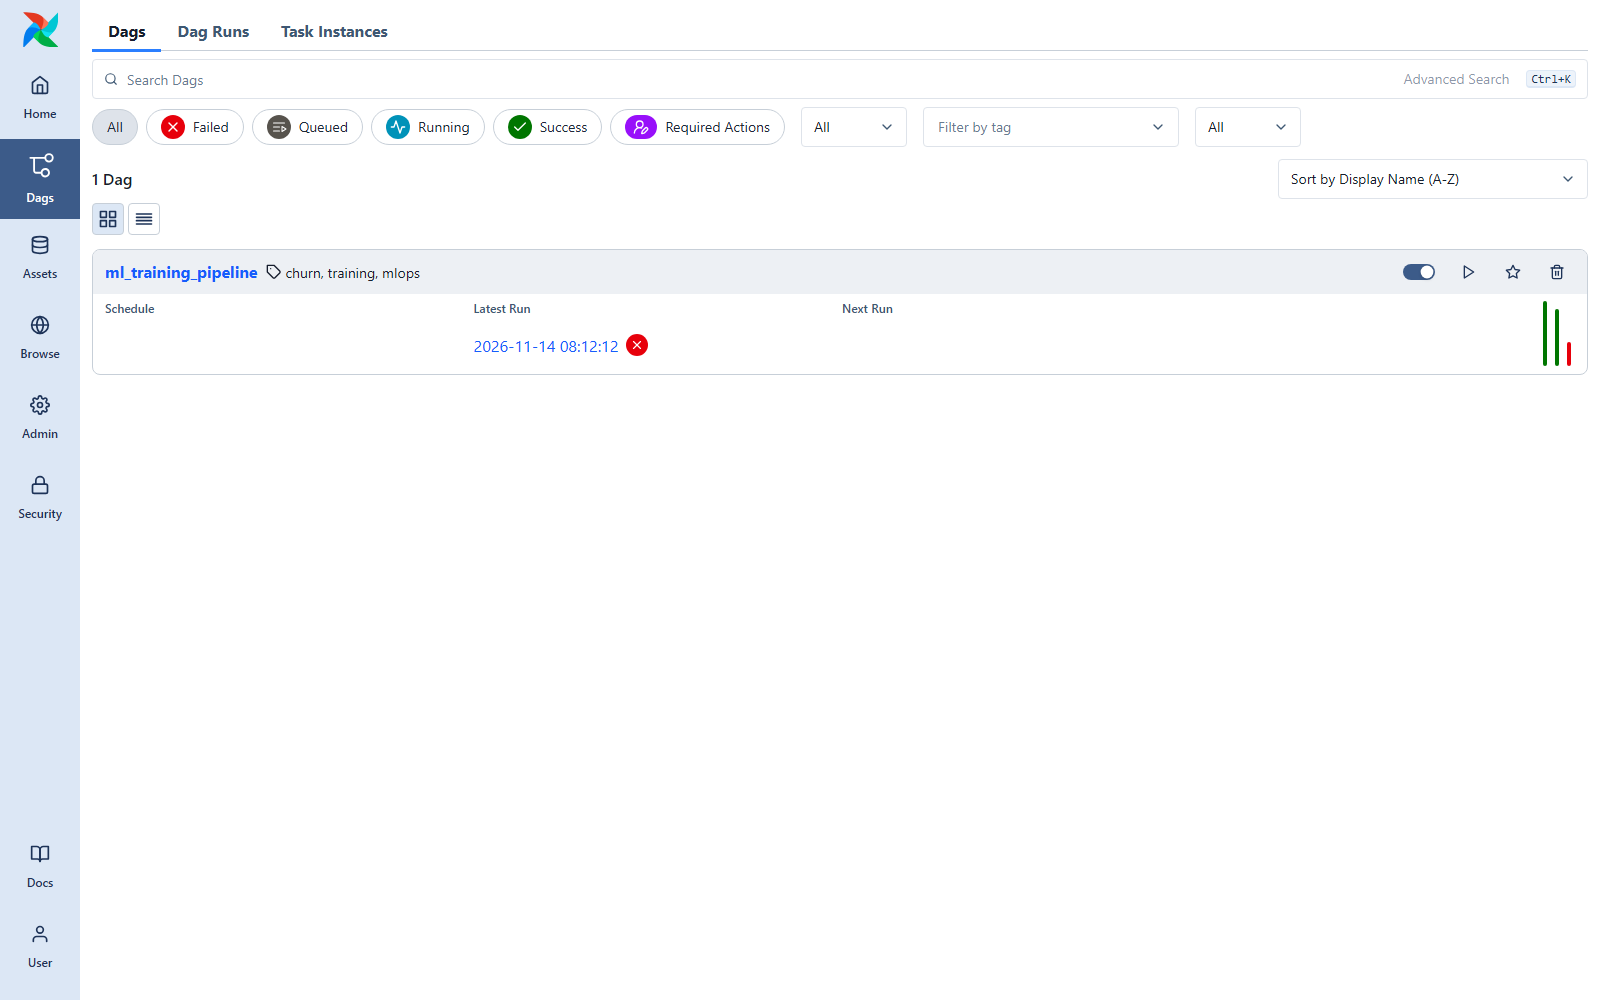 Dags Dag Runs Task Instances
Search Dags Advanced Search Ctrl+K
All Failed Queued Running Success Required Actions All Filter by tag All
1 Dag Sort by Display Name (A-Z)
ml_training_pipeline churn, training, mlops
Schedule Latest Run Next Run
2026-11-14 08:12:12
Home
Dags
Assets
Browse
Admin
Security
Docs
User